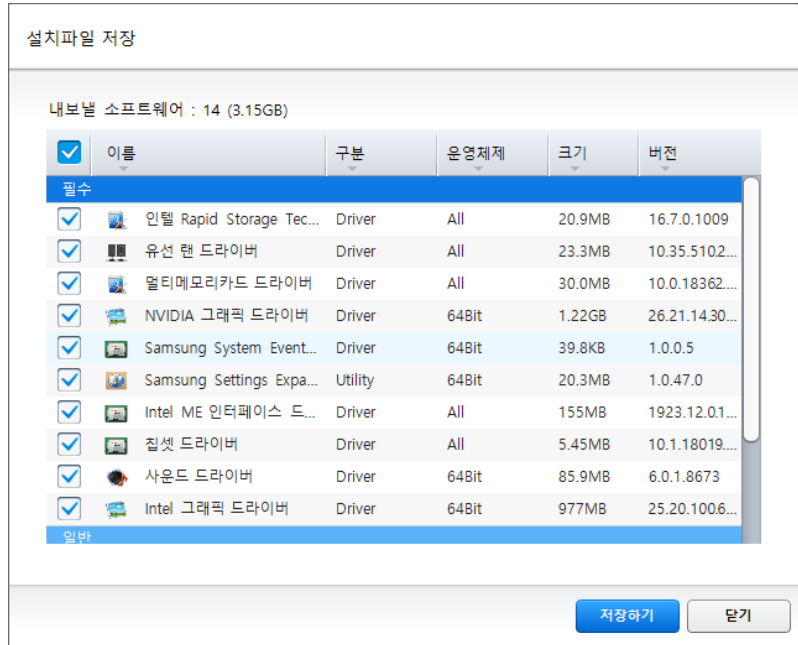 설치파일 저장
내보낼 소프트웨어 : 14 (3.15GB)
이름 구분 운영체제 크기 버전
필수
인텔 Rapid Storage Tec... Driver All 20.9MB 16.7.0.1009
유선 랜 드라이버 Driver All 23.3MB 10.35.510.2...
멀티메모리카드 드라이버 Driver All 30.0MB 10.0.18362....
NVIDIA 그래픽 드라이버 Driver 64Bit 1.22GB 26.21.14.30...
Samsung System Event... Driver 64Bit 39.8KB 1.0.0.5
Samsung Settings Expa... Utility 64Bit 20.3MB 1.0.47.0
Intel ME 인터페이스 드... Driver All 155MB 1923.12.0.1...
칩셋 드라이버 Driver All 5.45MB 10.1.18019....
사운드 드라이버 Driver 64Bit 85.9MB 6.0.1.8673
Intel 그래픽 드라이버 Driver 64Bit 977MB 25.20.100.6...
일반
저장하기 닫기